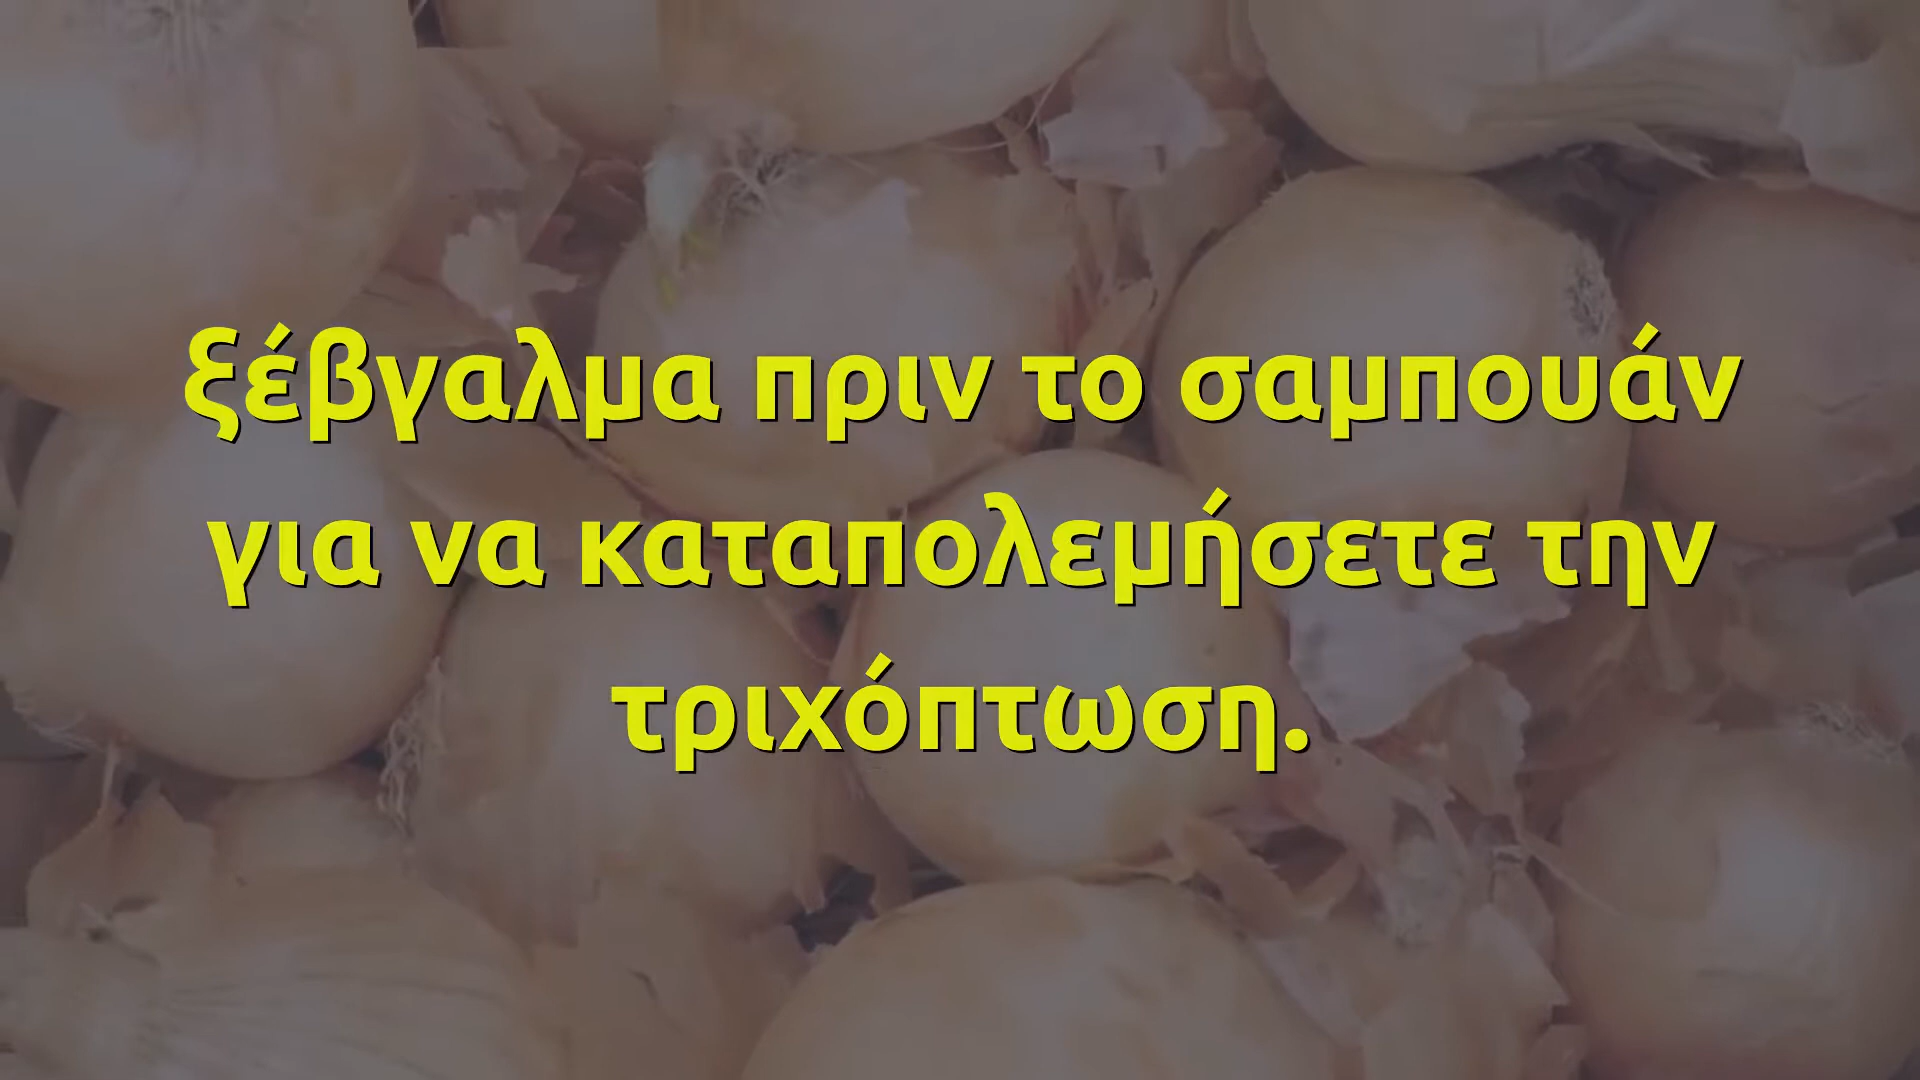 ξέβγαλμα πριν το σαμπουάν
για να καταπολεμήσετε την
τριχόπτωση.